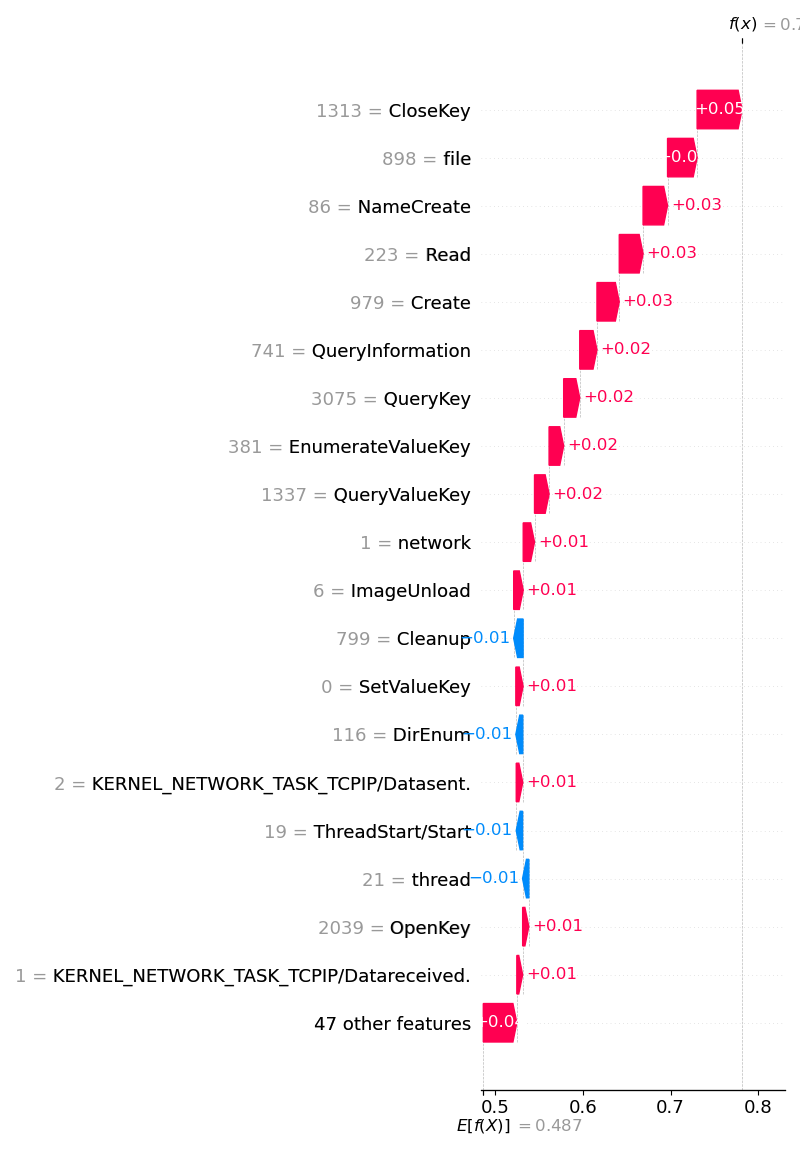 f(x) = 0.7
1313 = CloseKey +0.05
898 = file +0.0
86 = NameCreate +0.03
223 = Read +0.03
979 = Create +0.03
741 = QueryInformation +0.02
3075 = QueryKey +0.02
381 = EnumerateValueKey +0.02
1337 = QueryValueKey +0.02
1 = network +0.01
6 = ImageUnload +0.01
799 = Cleanup −0.01
0 = SetValueKey +0.01
116 = DirEnum −0.01
2 = KERNEL_NETWORK_TASK_TCPIP/Datasent. +0.01
19 = ThreadStart/Start −0.01
21 = thread −0.01
2039 = OpenKey +0.01
1 = KERNEL_NETWORK_TASK_TCPIP/Datareceived. +0.01
47 other features +0.04
0.5 0.6 0.7 0.8
E[f(X)] = 0.487